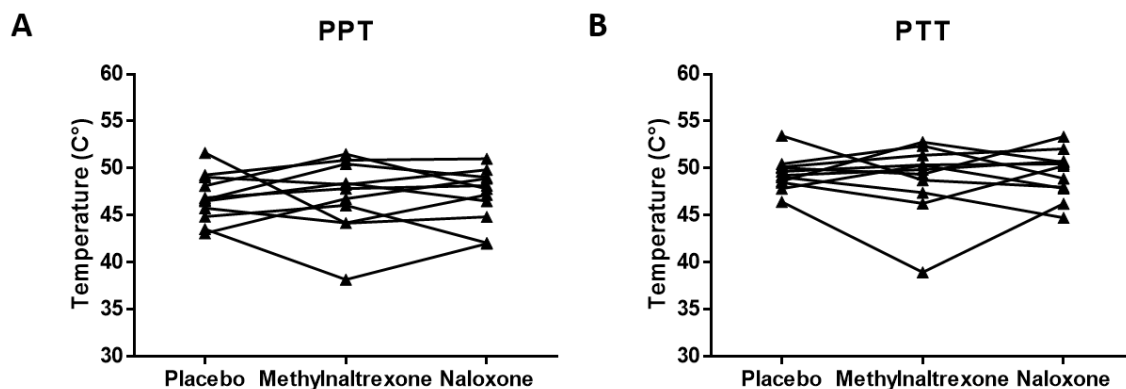 A
PPT
Temperature (C°)
60
55
50
45
40
35
30
Placebo Methylnaltrexone Naloxone
B
PTT
Temperature (C°)
60
55
50
45
40
35
30
Placebo Methylnaltrexone Naloxone